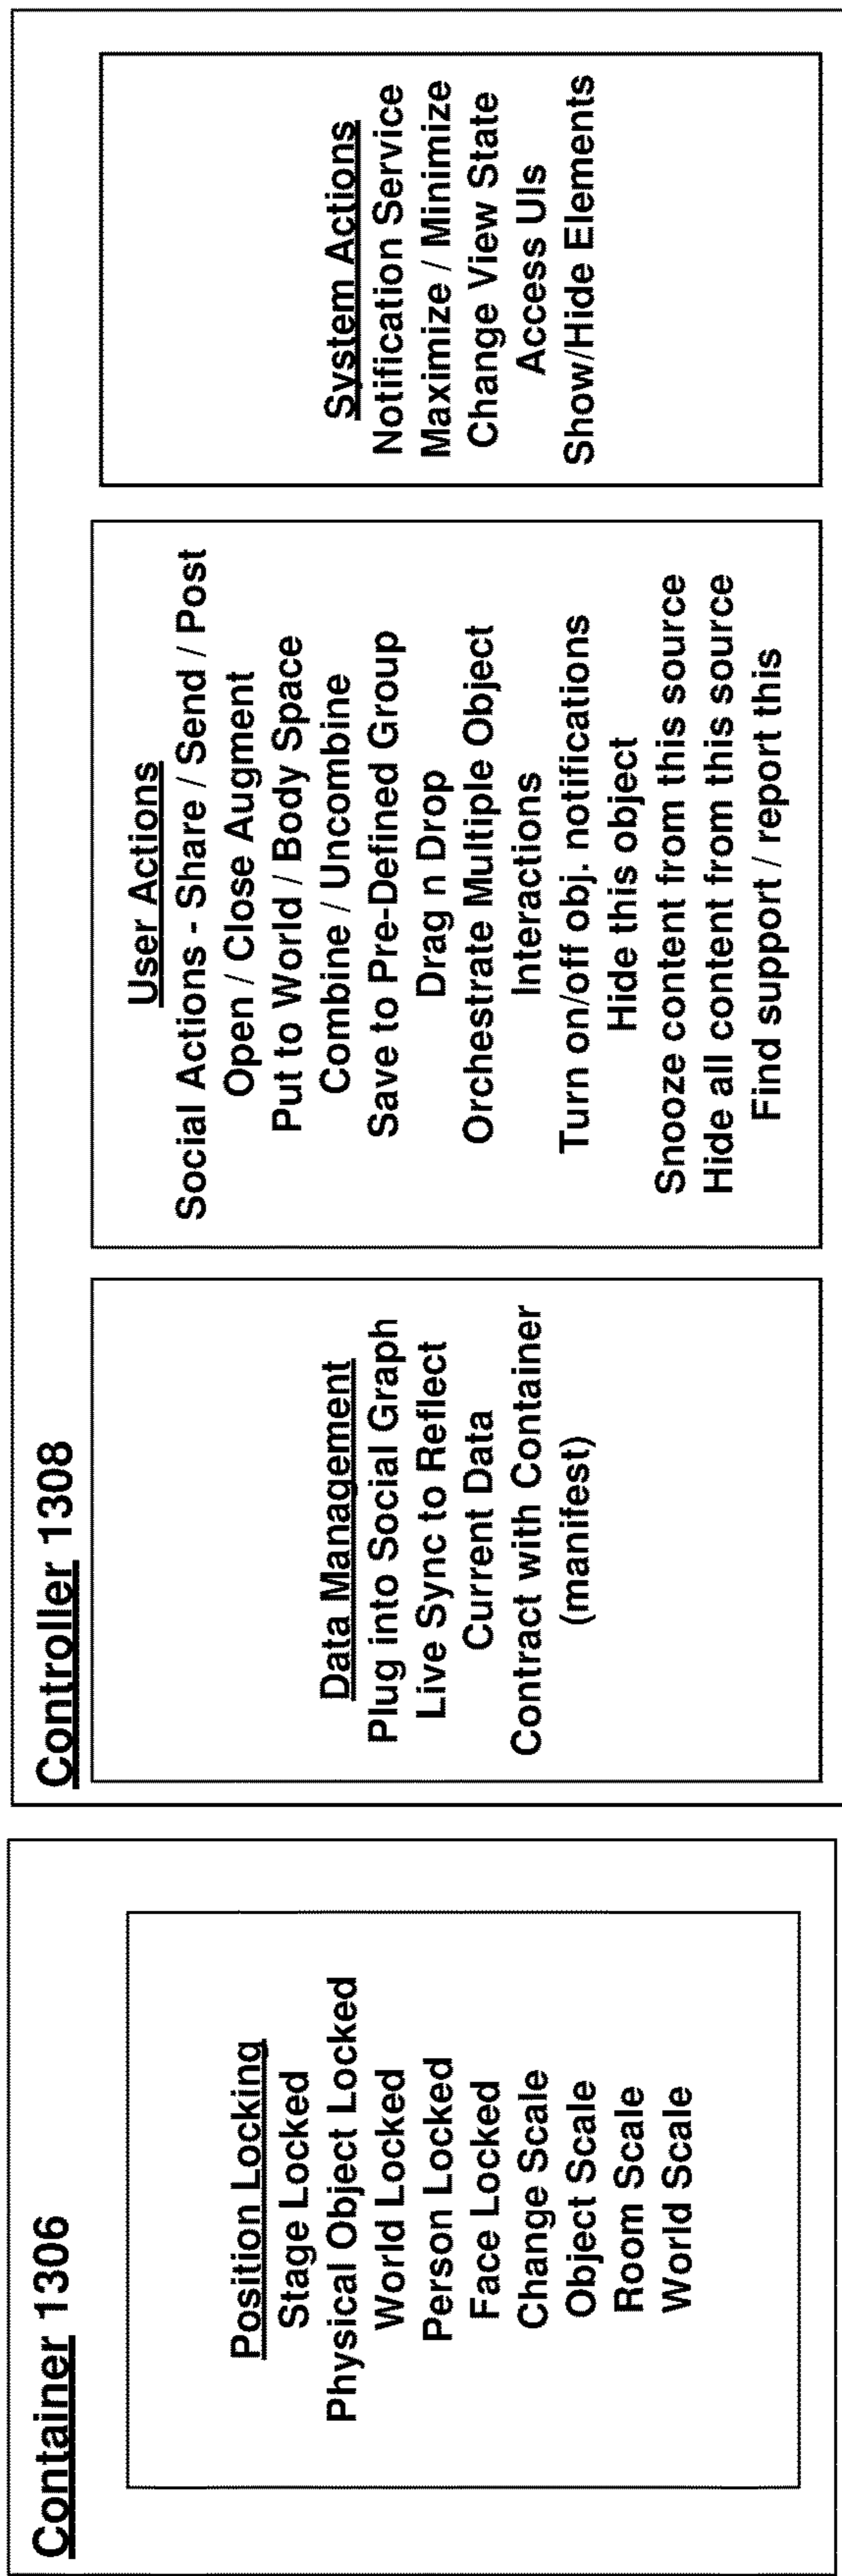 Container 1306
Position Locking
Stage Locked
Physical Object Locked
World Locked
Person Locked
Face Locked
Change Scale
Object Scale
Room Scale
World Scale
Controller 1308
Data Management
Plug into Social Graph
Live Sync to Reflect
Current Data
Contract with Container
(manifest)
User Actions
Social Actions - Share / Send / Post
Open / Close Augment
Put to World / Body Space
Combine / Uncombine
Save to Pre-Defined Group
Drag n Drop
Orchestrate Multiple Object
Interactions
Turn on/off obj. notifications
Hide this object
Snooze content from this source
Hide all content from this source
Find support / report this
System Actions
Notification Service
Maximize / Minimize
Change View State
Access UIs
Show/Hide Elements